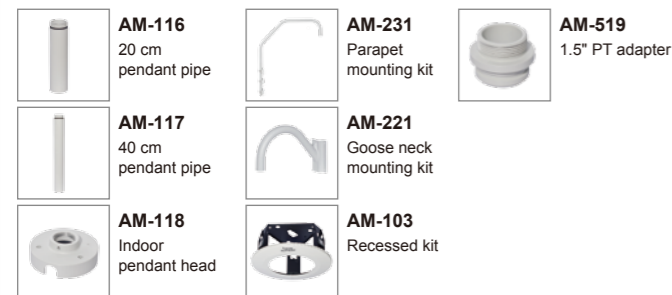 AM-116
20 cm
pendant pipe
AM-117
40 cm
pendant pipe
AM-118
Indoor
pendant head
AM-231
Parapet
mounting kit
AM-221
Goose neck
mounting kit
AM-103
Recessed kit
AM-519
1.5" PT adapter